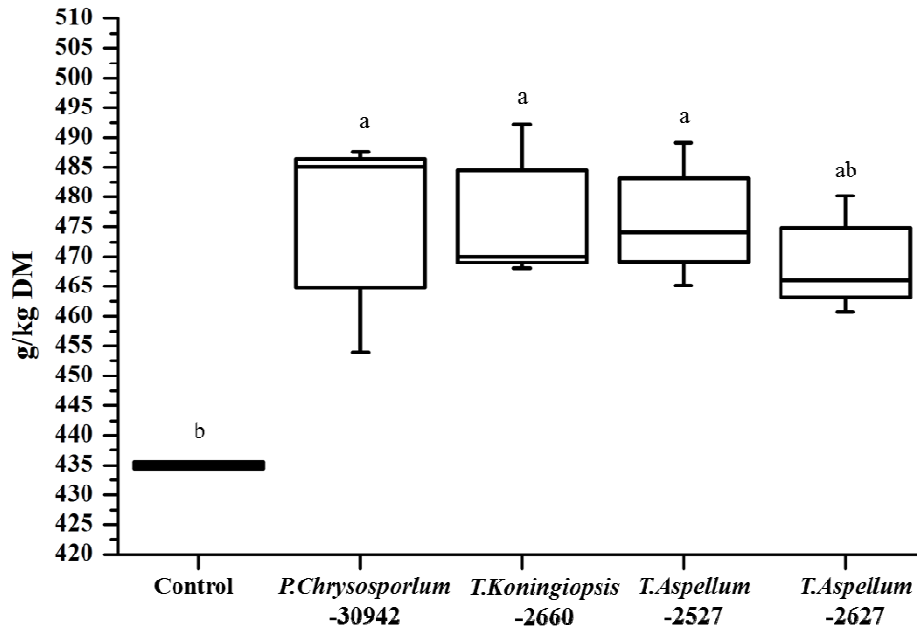 510
505
500
495
490
485
480
475
470
465
460
455
450
445
440
435
430
425
420
g/kg DM
b
a
a
a
ab
Control P.Chrysosporlum T.Koningiopsis T.Aspellum T.Aspellum
-30942 -2660 -2527 -2627